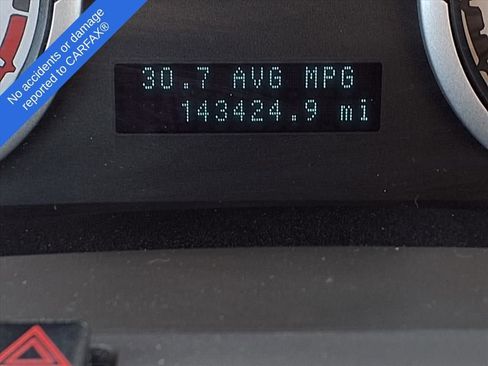 No accidents or damage
reported to CARFAX®
30.7 AVG MPG
143424.9 mi